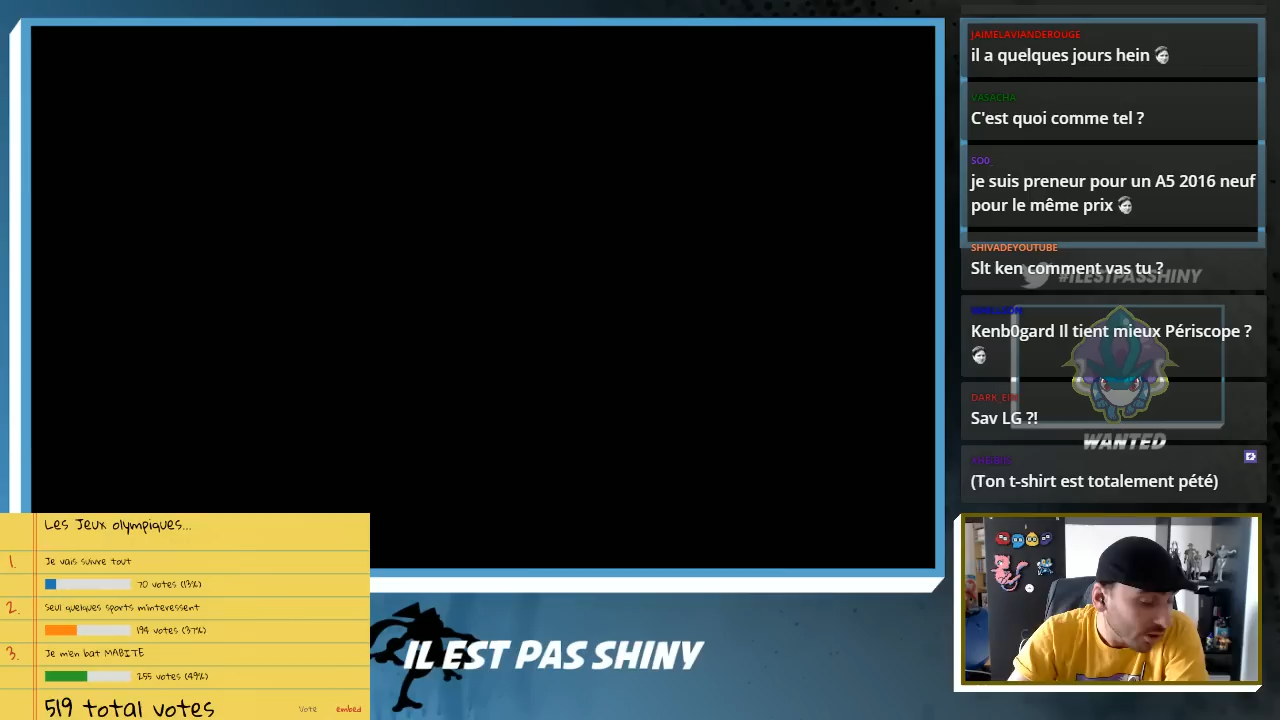 JAIMELAVIANDEROUGE
il a quelques jours hein
VASACHA
C'est quoi comme tel ?
SO0
je suis preneur pour un A5 2016 neuf
pour le même prix
SHIVADEYOUTUBE
Slt ken comment vas tu ?
#ILESTPASSHINY
Kenb0gard Il tient mieux Périscope ?
Sav LG ?!
WANTED
(Ton t-shirt est totalement pété)
Les Jeux olympiques...
1. Je vais suivre tout
70 votes (13%)
2. Seul quelques sports m'interessent
194 votes (37%)
3. Je m'en bat MABITE
255 votes (49%)
519 total votes
Vote embed
IL EST PAS SHINY